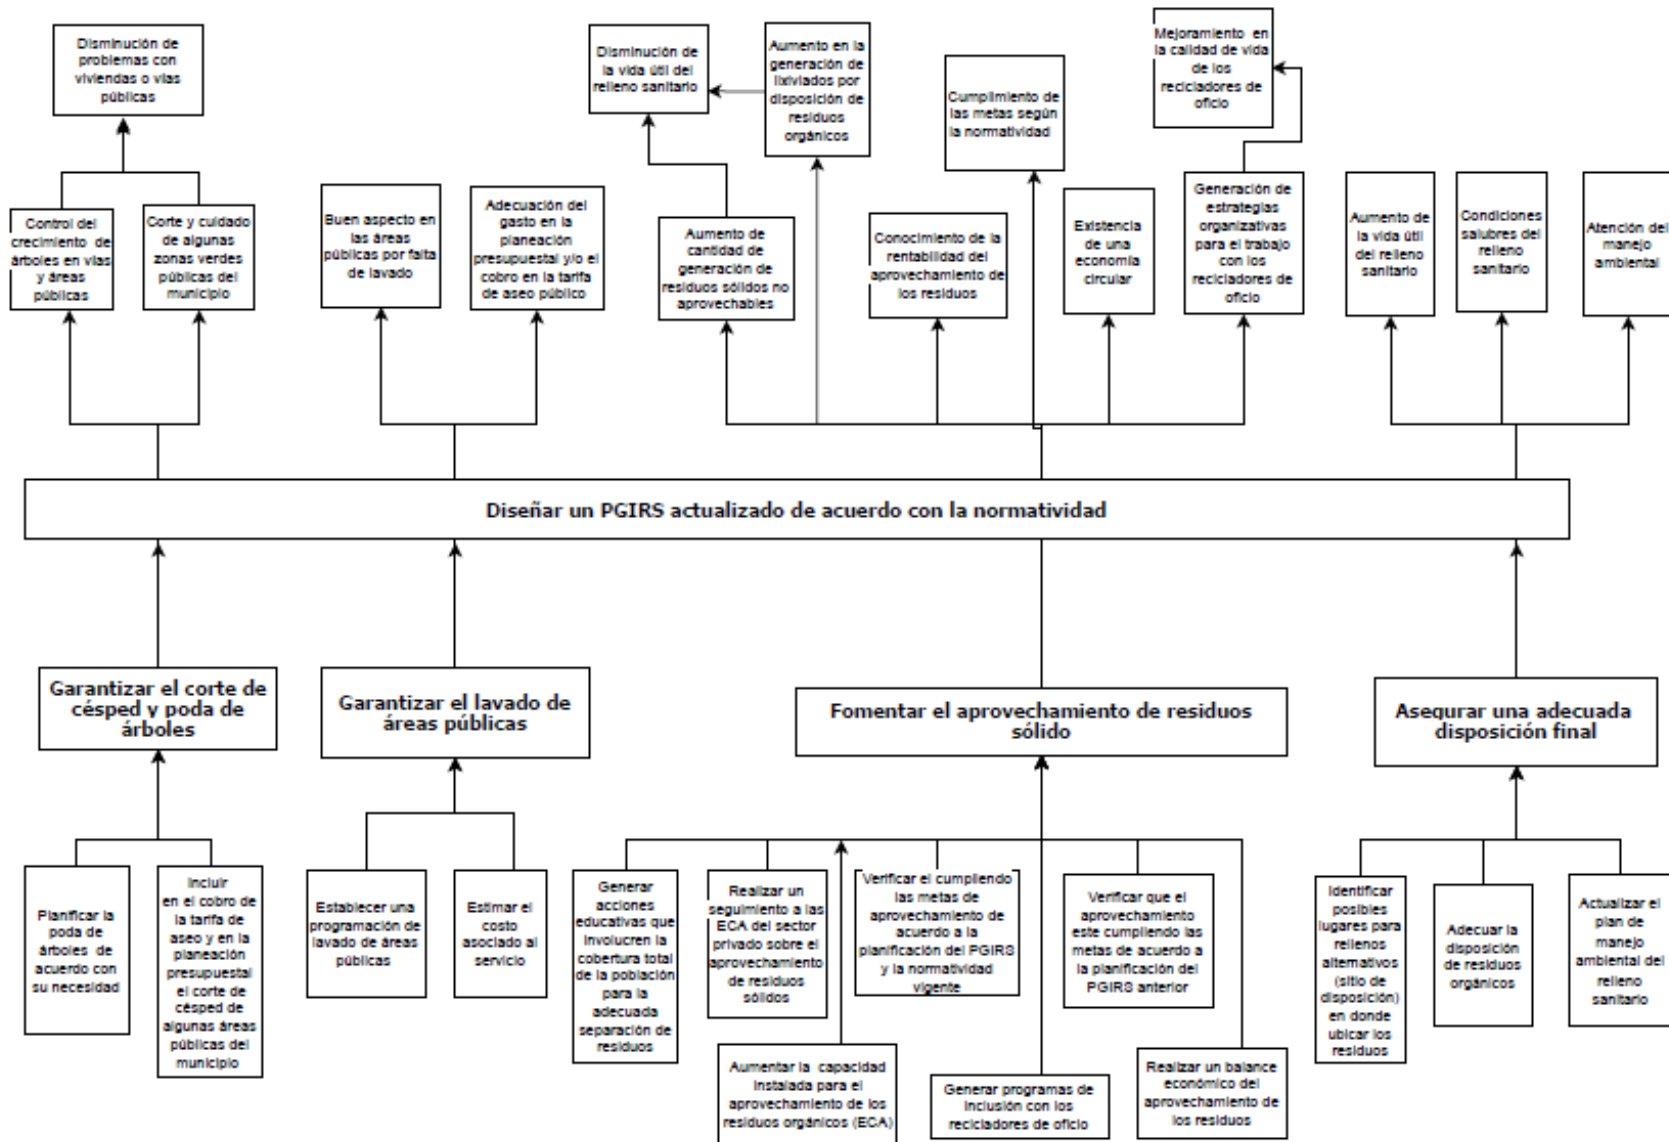 Disminución de
problemas con
viviendas o vías
públicas
Disminución de
la vida útil del
relleno sanitario
Aumento en la
generación de
lixiviados por
disposición de
residuos
orgánicos
Cumplimiento de
las metas según
la normatividad
Mejoramiento en
la calidad de vida
de los
recicladores de
oficio
Control del
crecimiento de
árboles en vías
y áreas
públicas
Corte y cuidado
de algunas
zonas verdes
públicas del
municipio
Buen aspecto en
las áreas
públicas por falta
de lavado
Adecuación del
gasto en la
planeación
presupuestal y/o el
cobro en la tarifa
de aseo público
Aumento de
cantidad de
generación de
residuos sólidos no
aprovechables
Conocimiento de la
rentabilidad del
aprovechamiento de
los residuos
Existencia
de una
economía
circular
Generación de
estrategias
organizativas
para el trabajo
con los
recicladores de
oficio
Aumento de
la vida útil
del relleno
sanitario
Condiciones
salubres del
relleno
sanitario
Atención del
manejo
ambiental
Diseñar un PGIRS actualizado de acuerdo con la normatividad
Garantizar el corte de
césped y poda de
árboles
Garantizar el lavado de
áreas públicas
Fomentar el aprovechamiento de residuos
sólido
Asegurar una adecuada
disposición final
Planificar la
poda de
árboles de
acuerdo con
su necesidad
Incluir
en el cobro de
la tarifa de
aseo y en la
planeación
presupuestal
el corte de
césped de
algunas áreas
públicas del
municipio
Establecer una
programación de
lavado de áreas
públicas
Estimar el
costo
asociado al
servicio
Generar
acciones
educativas que
involucren la
cobertura total
de la población
para la
adecuada
separación de
residuos
Realizar un
seguimiento a las
ECA del sector
privado sobre el
aprovechamiento
de residuos
sólidos
Verificar el cumpliendo
las metas de
aprovechamiento de
acuerdo a la
planificación del PGIRS
y la normatividad
vigente
Verificar que el
aprovechamiento
este cumpliendo las
metas de acuerdo a
la planificación del
PGIRS anterior
Identificar
posibles
lugares para
rellenos
alternativos
(sitio de
disposición)
en donde
ubicar los
residuos
Adecuar la
disposición
de residuos
orgánicos
Actualizar el
plan de
manejo
ambiental del
relleno
sanitario
Aumentar la capacidad
instalada para el
aprovechamiento de los
residuos orgánicos (ECA)
Generar programas de
inclusión con los
recicladores de oficio
Realizar un balance
económico del
aprovechamiento de
los residuos